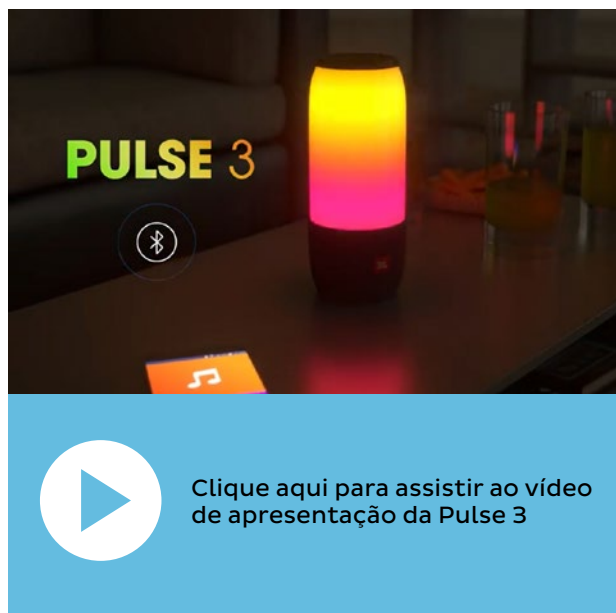 PULSE 3
Clique aqui para assistir ao vídeo
de apresentação da Pulse 3